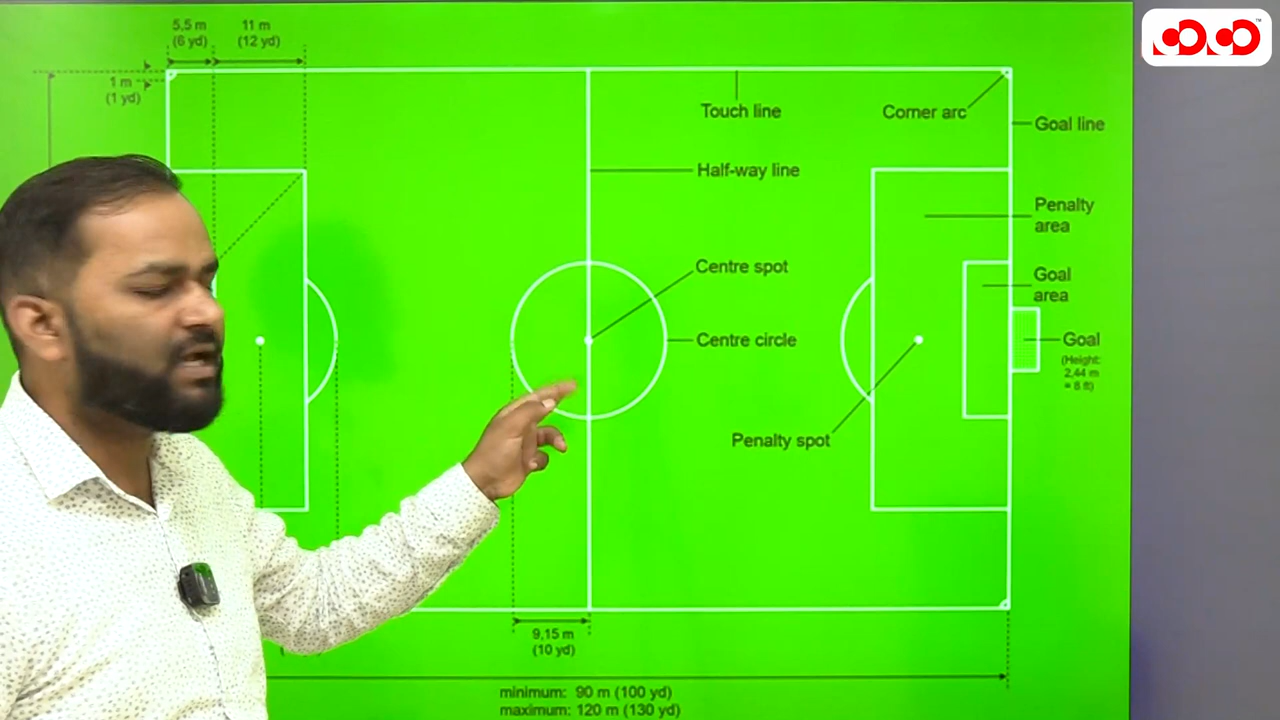 5,5 m
(6 yd)
11 m
(12 yd)
1 m
(1 yd)
Touch line
Corner arc
Goal line
Half-way line
Penalty
area
Centre spot
Goal
area
Centre circle
Goal
(Height:
2,44 m
= 8 ft)
Penalty spot
9,15 m
(10 yd)
minimum: 90 m (100 yd)
maximum: 120 m (130 yd)